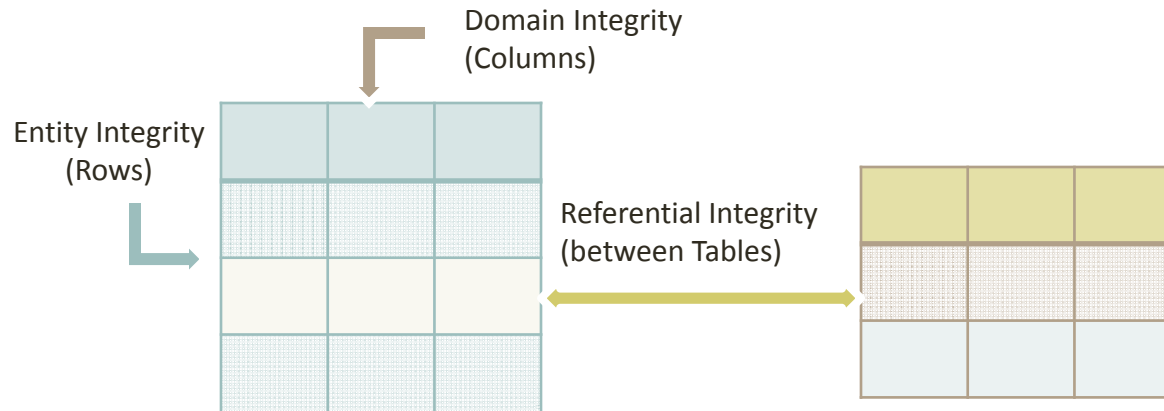 Domain Integrity
(Columns)
Entity Integrity
(Rows)
Referential Integrity
(between Tables)